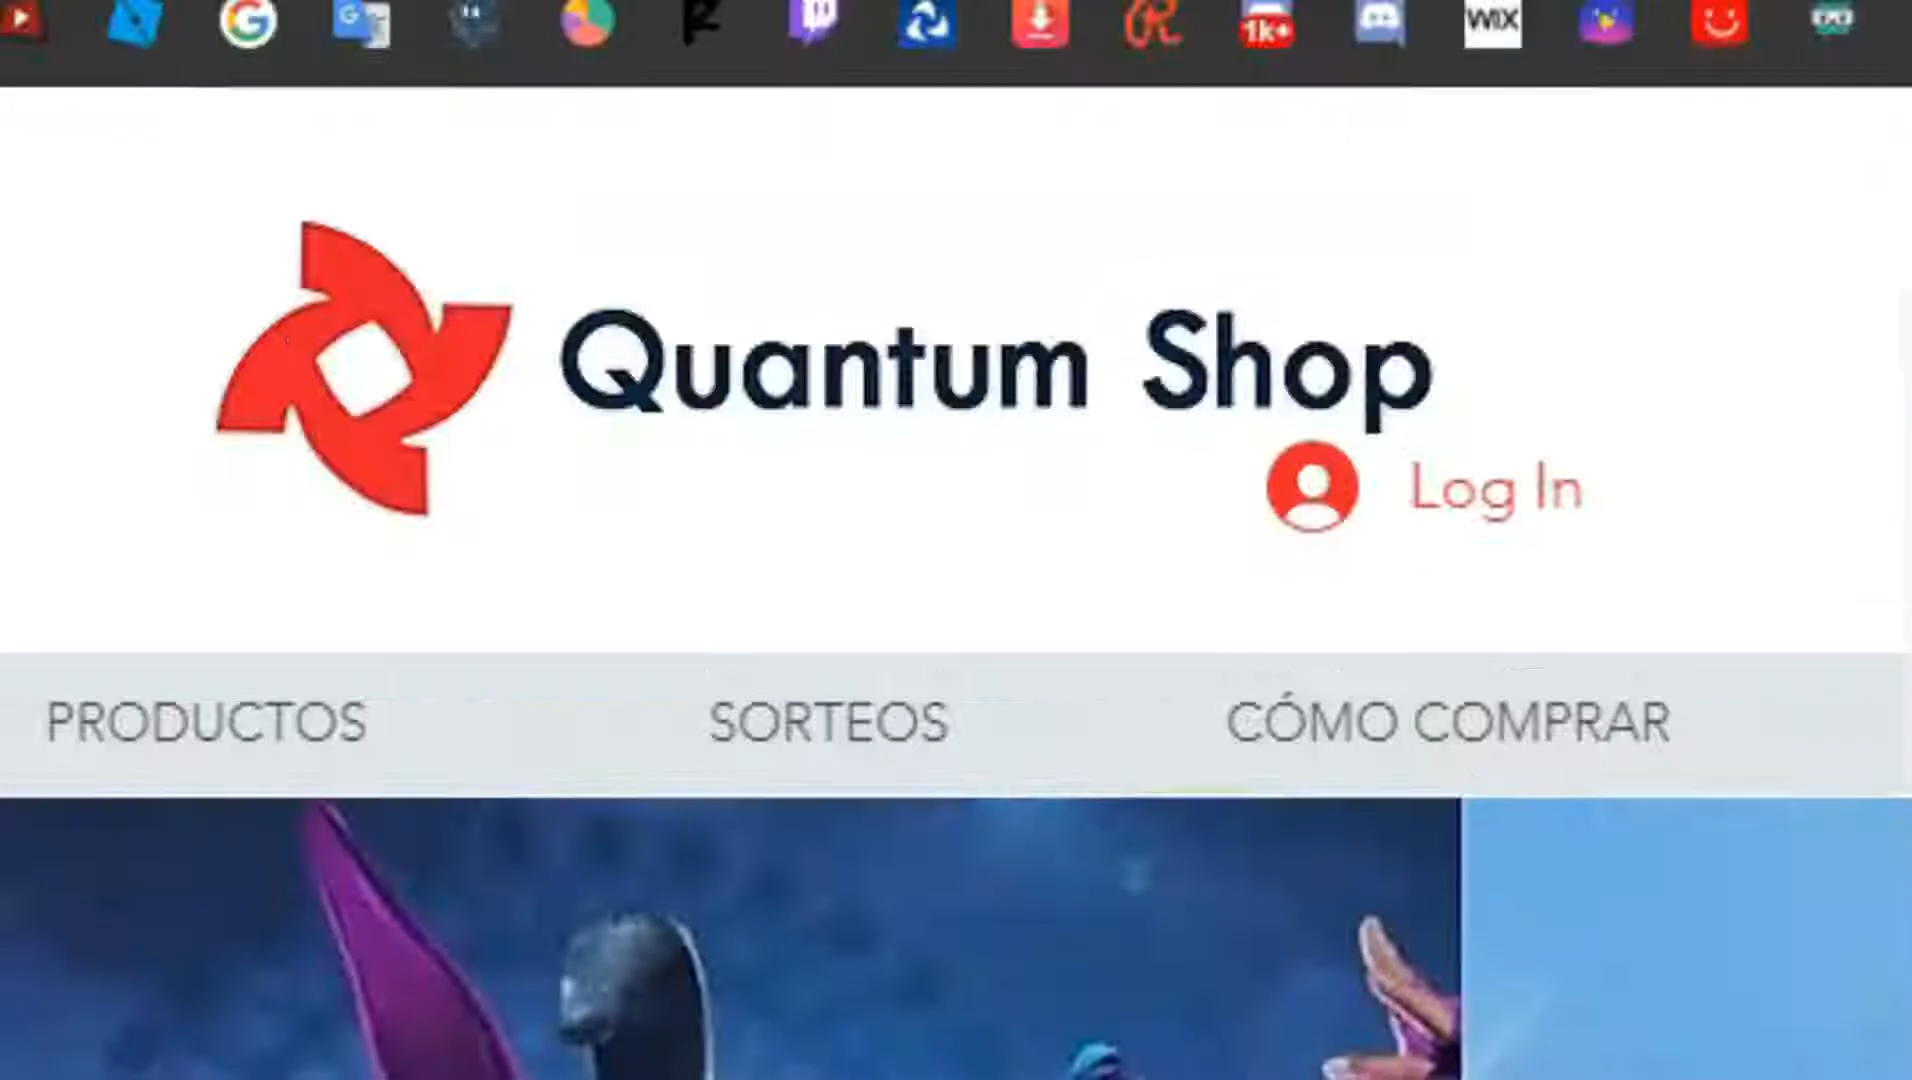 1k+
WIX
Quantum Shop
Log In
PRODUCTOS
SORTEOS
CÓMO COMPRAR